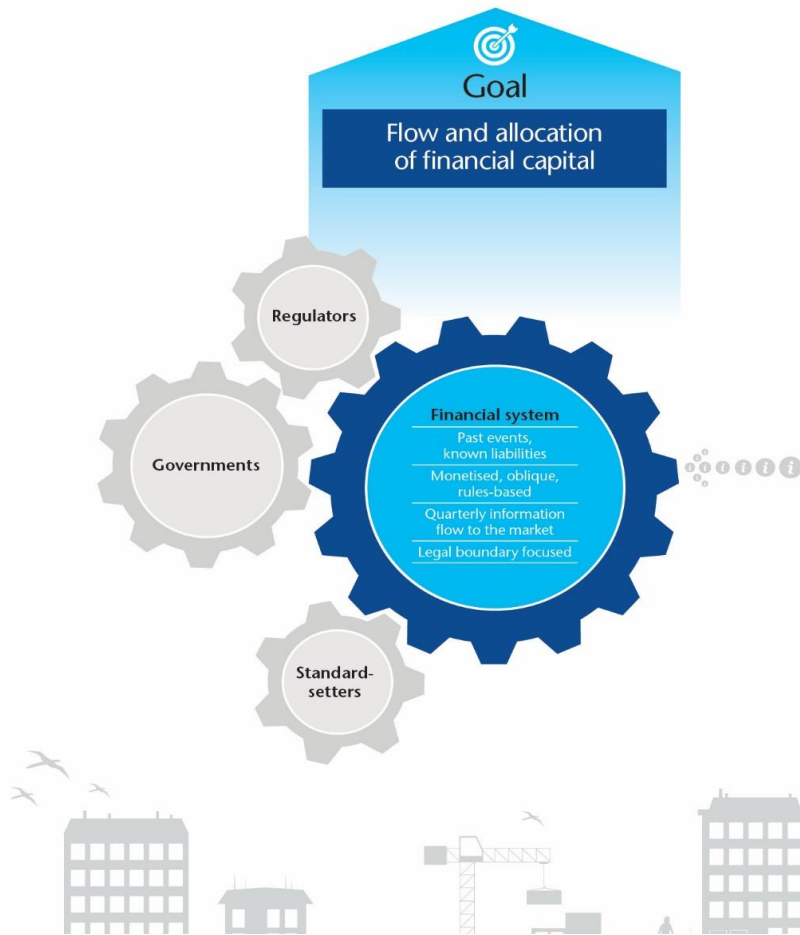 Goal
Flow and allocation
of financial capital
Regulators
Governments
Financial system
Past events,
known liabilities
Monetised, oblique,
rules-based
Quarterly information
flow to the market
Legal boundary focused
Standard-
setters